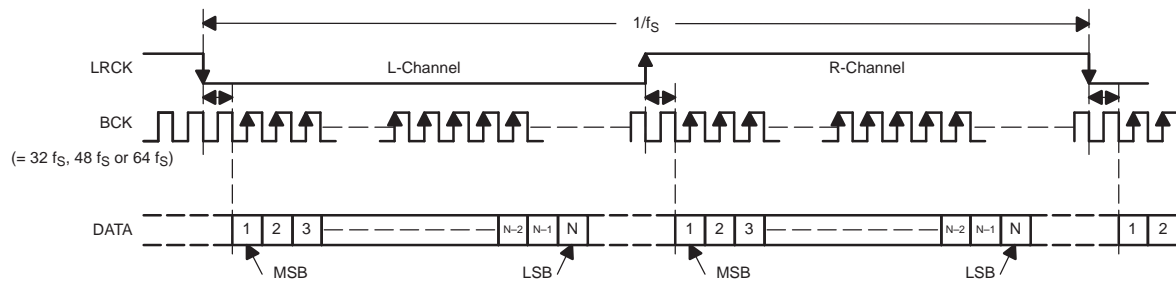 1/fS
LRCK
L-Channel
R-Channel
BCK
(= 32 fS, 48 fS or 64 fS)
DATA
1 2 3 N–2 N–1 N 1 2 3 N–2 N–1 N 1 2
MSB LSB MSB LSB